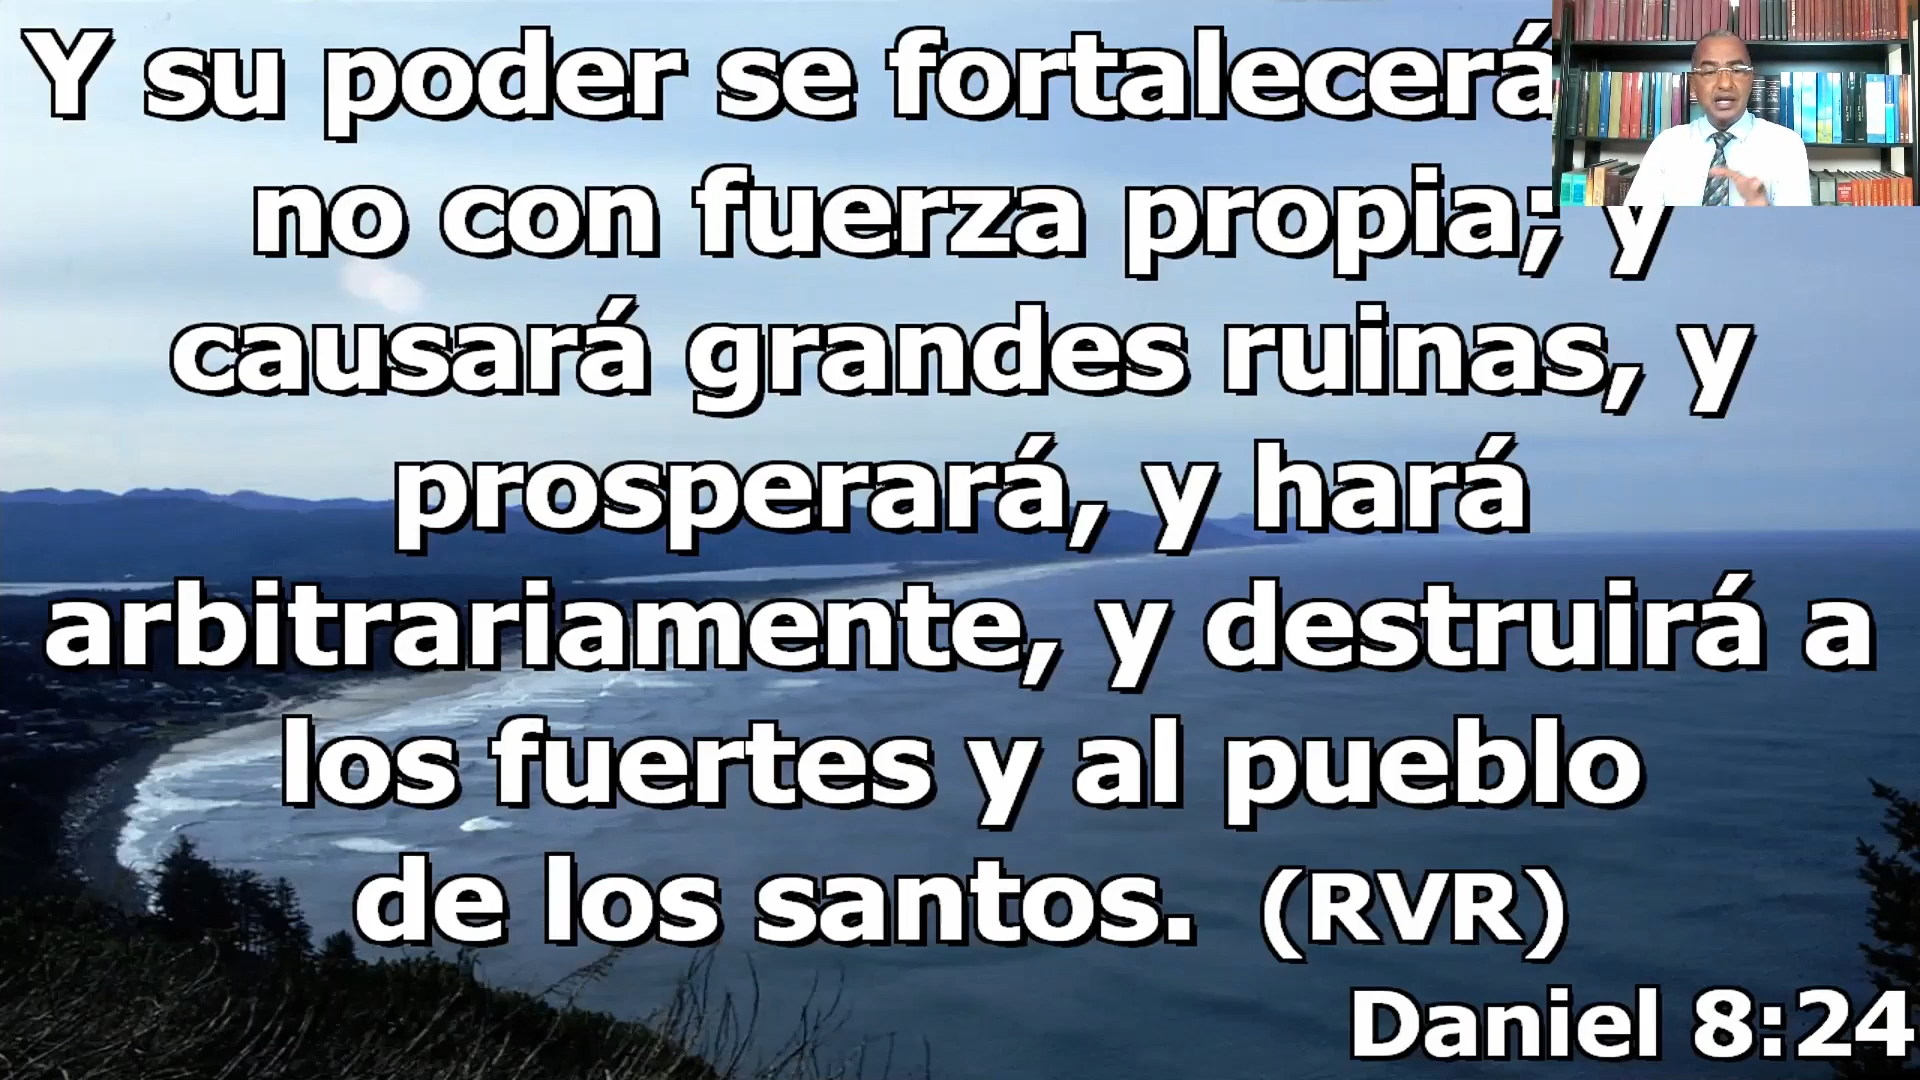 Y su poder se fortalecerá
no con fuerza propia; y
causará grandes ruinas, y
prosperará, y hará
arbitrariamente, y destruirá a
los fuertes y al pueblo
de los santos. (RVR)
Daniel 8:24